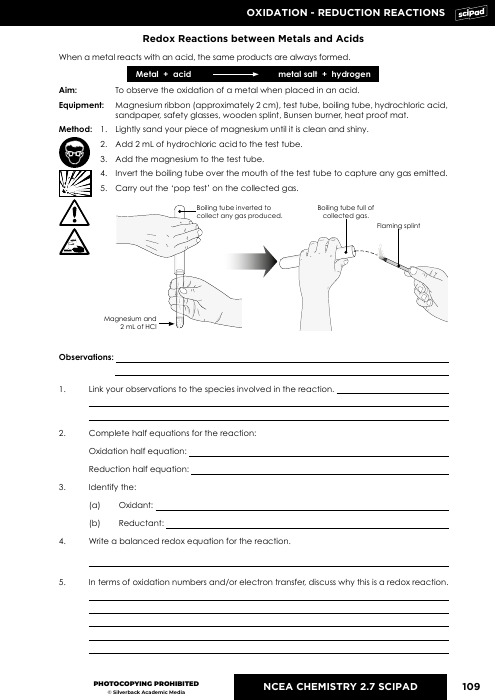 OXIDATION - REDUCTION REACTIONS
scipad
Redox Reactions between Metals and Acids
When a metal reacts with an acid, the same products are always formed.
Metal + acid ⟶ metal salt + hydrogen
Aim: To observe the oxidation of a metal when placed in an acid.
Equipment: Magnesium ribbon (approximately 2 cm), test tube, boiling tube, hydrochloric acid,
sandpaper, safety glasses, wooden splint, Bunsen burner, heat proof mat.
Method: 1. Lightly sand your piece of magnesium until it is clean and shiny.
2. Add 2 mL of hydrochloric acid to the test tube.
3. Add the magnesium to the test tube.
4. Invert the boiling tube over the mouth of the test tube to capture any gas emitted.
5. Carry out the ‘pop test’ on the collected gas.
Boiling tube inverted to
collect any gas produced.
Boiling tube full of
collected gas.
Flaming splint
Magnesium and
2 mL of HCl
Observations:
1. Link your observations to the species involved in the reaction.
2. Complete half equations for the reaction:
Oxidation half equation:
Reduction half equation:
3. Identify the:
(a) Oxidant:
(b) Reductant:
4. Write a balanced redox equation for the reaction.
5. In terms of oxidation numbers and/or electron transfer, discuss why this is a redox reaction.
PHOTOCOPYING PROHIBITED
© Silverback Academic Media
NCEA CHEMISTRY 2.7 SCIPAD
109